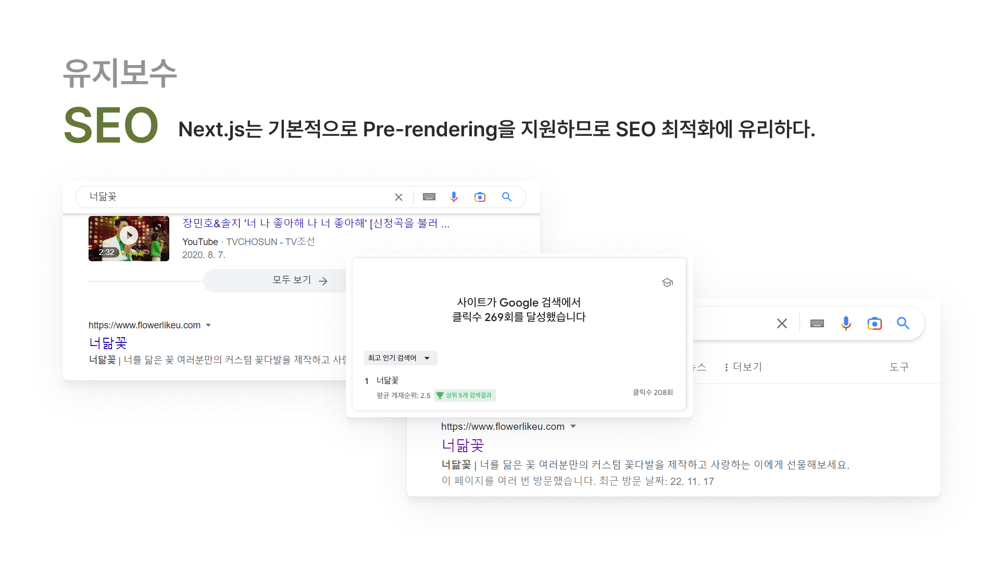 유지보수
SEO Next.js는 기본적으로 Pre-rendering을 지원하므로 SEO 최적화에 유리하다.
너닮꽃
장민호&솔지 '너 나 좋아해 나 너 좋아해' [신청곡을 불러 ...
YouTube · TVCHOSUN - TV조선
2020. 8. 7.
2:32 너 좋아해!
모두 보기
https://www.flowerlikeu.com
너닮꽃
너닮꽃 | 너를 닮은 꽃 여러분만의 커스텀 꽃다발을 제작하고
사이트가 Google 검색에서
클릭수 269회를 달성했습니다
최고 인기 검색어
1 너닮꽃
평균 게재순위: 2.5 상위 5개 검색결과
클릭수 208회
스 더보기 도구
https://www.flowerlikeu.com
너닮꽃
너닮꽃 | 너를 닮은 꽃 여러분만의 커스텀 꽃다발을 제작하고 사랑하는 이에게 선물해보세요.
이 페이지를 여러 번 방문했습니다. 최근 방문 날짜: 22. 11. 17